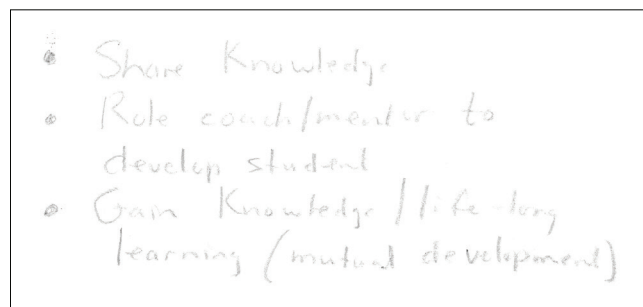 • Share Knowledge
• Role coach/mentor to
develop student
• Gain Knowledge/life-long
learning (mutual development)